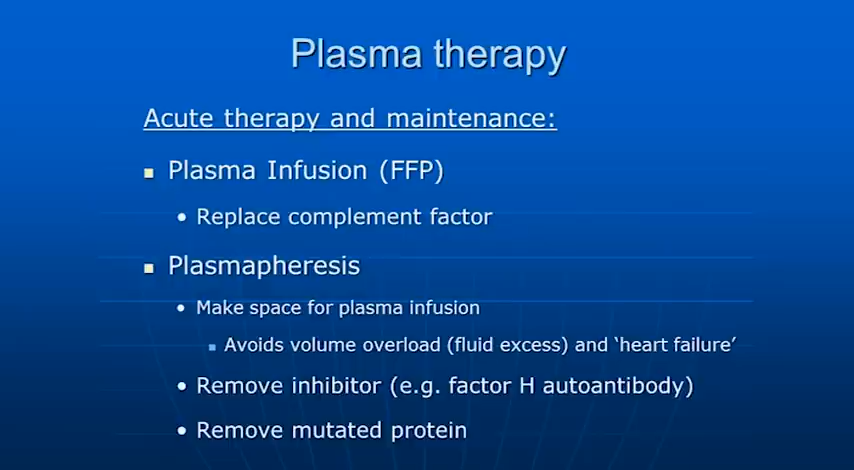 Plasma therapy
Acute therapy and maintenance:
Plasma Infusion (FFP)
Replace complement factor
Plasmapheresis
Make space for plasma infusion
Avoids volume overload (fluid excess) and ‘heart failure’
Remove inhibitor (e.g. factor H autoantibody)
Remove mutated protein